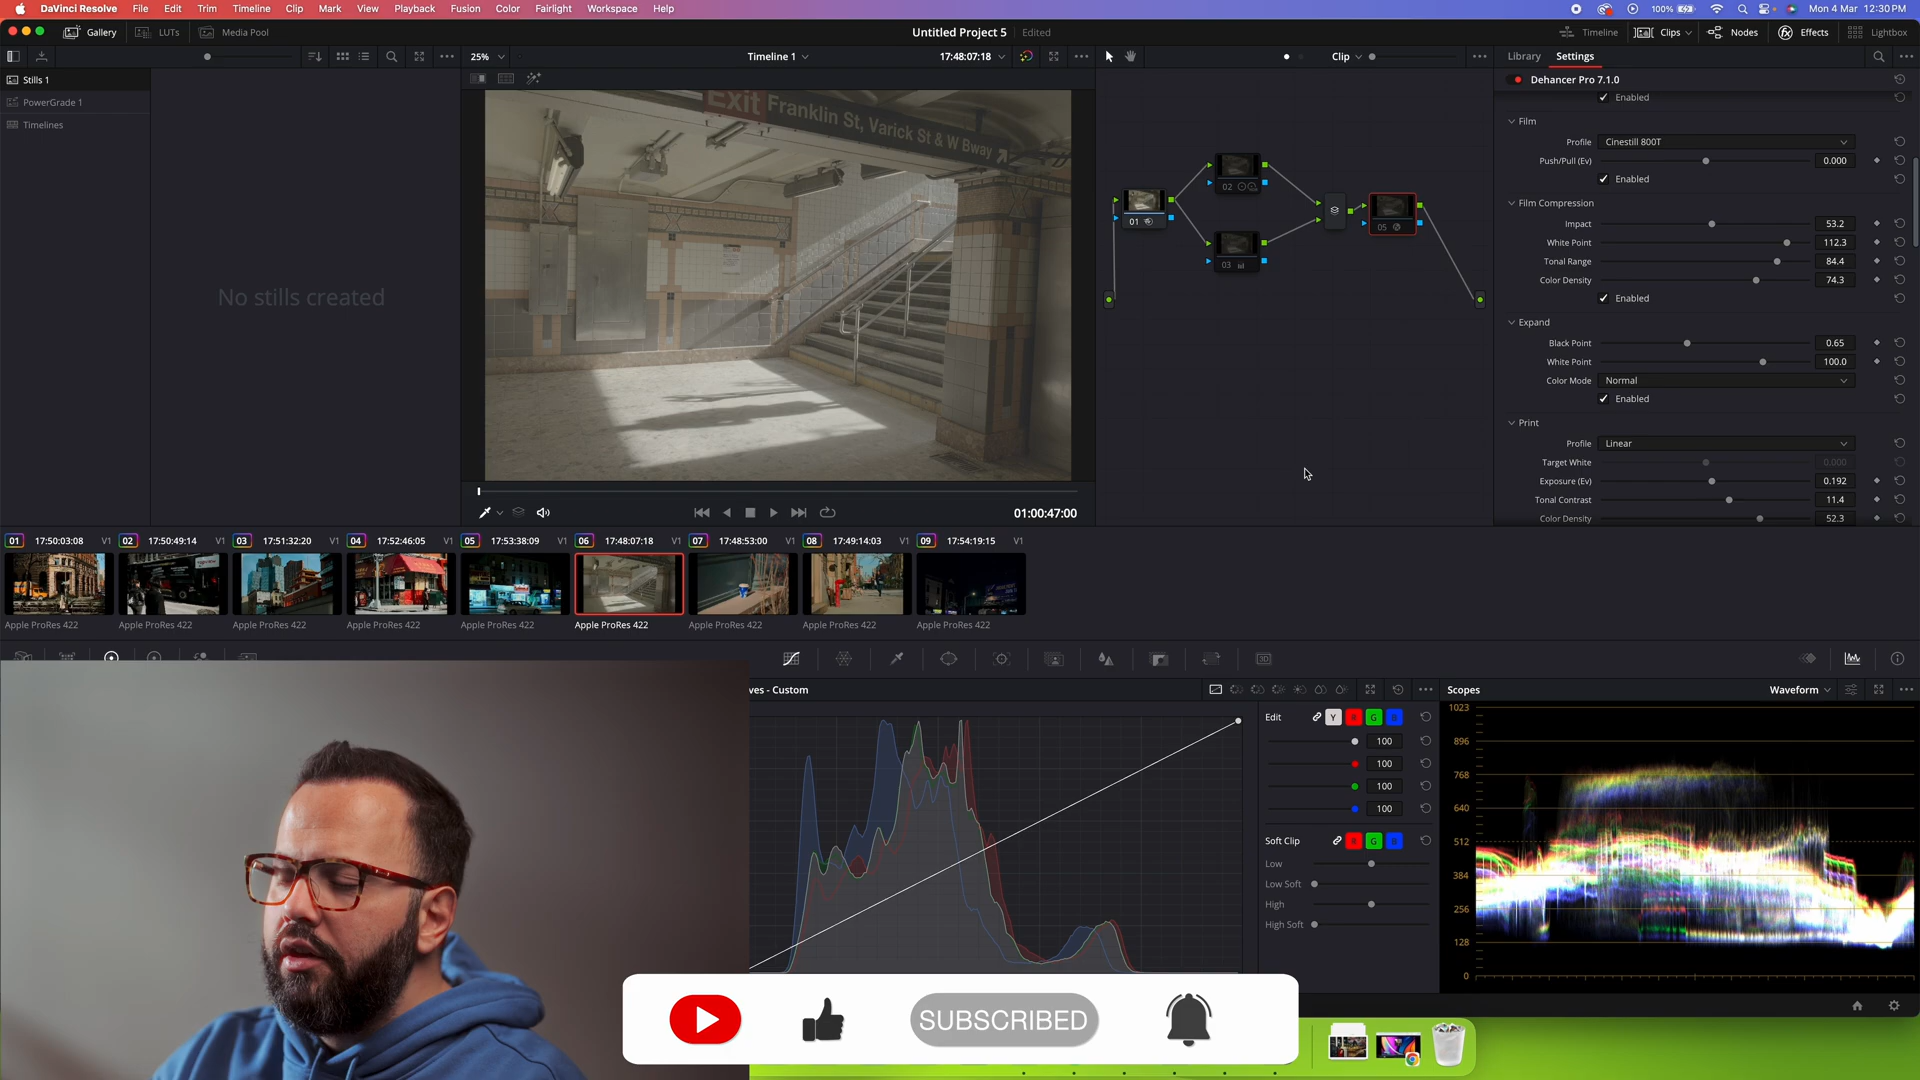 DaVinci Resolve File Edit Trim Timeline Clip Mark View Playback Fusion Color Fairlight Workspace Help
100% Mon 4 Mar 12:30PM
Gallery LUTs Media Pool
Untitled Project 5 Edited
Timeline Clips Nodes Effects Lightbox
25% Timeline 1 17:48:07:18 Clip
Library Settings
Stills 1
PowerGrade 1
Timelines
No stills created
Exit Franklin St, Varick St & W Bway
01
02
03
05
Dehancer Pro 7.1.0
Enabled
Film
Profile Cinestill 800T
Push/Pull (Ev) 0.000
Enabled
Film Compression
Impact 53.2
White Point 112.3
Tonal Range 84.4
Color Density 74.3
Enabled
Expand
Black Point 0.65
White Point 100.0
Color Mode Normal
Enabled
Print
Profile Linear
Target White 0.000
Exposure (Ev) 0.192
Tonal Contrast 11.4
Color Density 52.3
01:00:47:00
01 17:50:03:08 V1 02 17:50:49:14 V1 03 17:51:32:20 V1 04 17:52:46:05 V1 05 17:53:38:09 V1 06 17:48:07:18 V1 07 17:48:53:00 V1 08 17:49:14:03 V1 09 17:54:19:15 V1
Apple ProRes 422 Apple ProRes 422 Apple ProRes 422 Apple ProRes 422 Apple ProRes 422 Apple ProRes 422 Apple ProRes 422 Apple ProRes 422 Apple ProRes 422
ves - Custom
Edit Y R G B
100
100
100
100
Soft Clip R G B
Low
Low Soft
High
High Soft
Scopes Waveform
1023
896
768
640
512
384
256
128
0
SUBSCRIBED